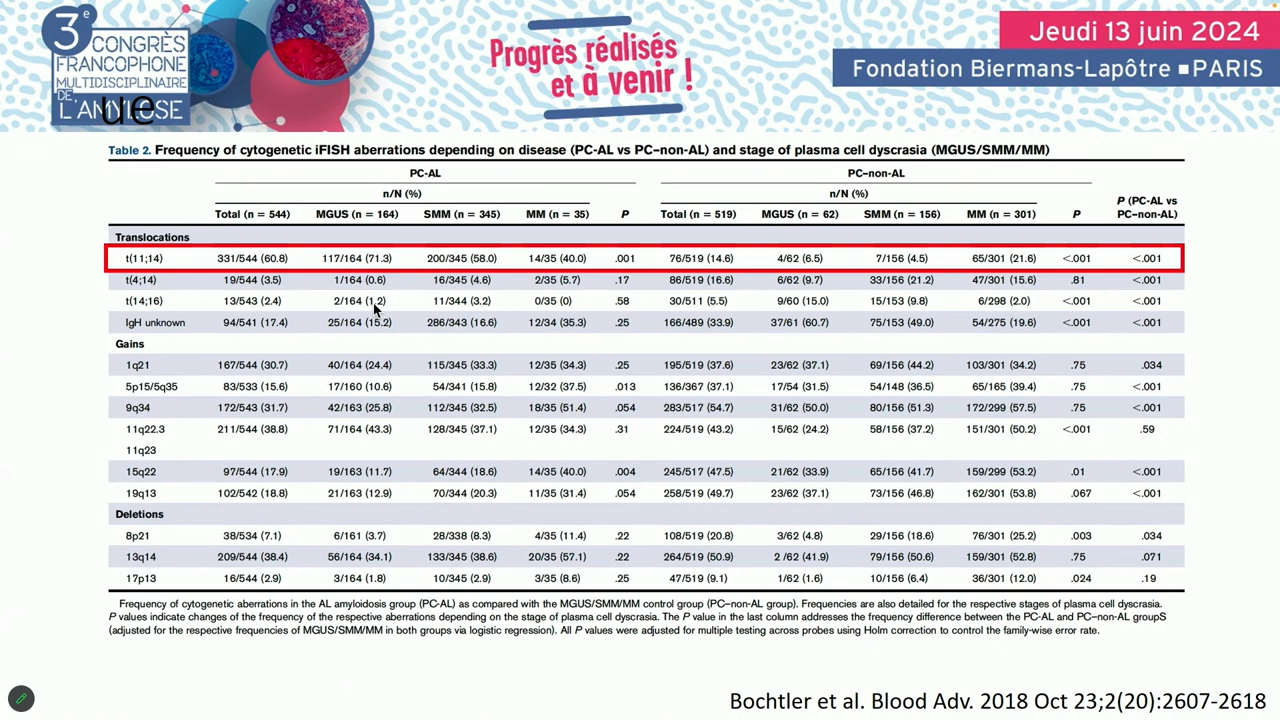 3e
CONGRÈS
FRANCOPHONE
MULTIDISCIPLINAIRE
DE
L'AMYLOSE
ue
Progrès réalisés
et à venir !
Jeudi 13 juin 2024
Fondation Biermans-Lapôtre ■ PARIS
Table 2. Frequency of cytogenetic iFISH aberrations depending on disease (PC-AL vs PC–non-AL) and stage of plasma cell dyscrasia (MGUS/SMM/MM)
PC-AL PC–non-AL
n/N (%) n/N (%) P (PC-AL vs
Total (n = 544) MGUS (n = 164) SMM (n = 345) MM (n = 35) P Total (n = 519) MGUS (n = 62) SMM (n = 156) MM (n = 301) P PC–non-AL)
Translocations
t(11;14) 331/544 (60.8) 117/164 (71.3) 200/345 (58.0) 14/35 (40.0) .001 76/519 (14.6) 4/62 (6.5) 7/156 (4.5) 65/301 (21.6) <.001 <.001
t(4;14) 19/544 (3.5) 1/164 (0.6) 16/345 (4.6) 2/35 (5.7) .17 86/519 (16.6) 6/62 (9.7) 33/156 (21.2) 47/301 (15.6) .81 <.001
t(14;16) 13/543 (2.4) 2/164 (1.2) 11/344 (3.2) 0/35 (0) .58 30/511 (5.5) 9/60 (15.0) 15/153 (9.8) 6/298 (2.0) <.001 <.001
IgH unknown 94/541 (17.4) 25/164 (15.2) 286/343 (16.6) 12/34 (35.3) .25 166/489 (33.9) 37/61 (60.7) 75/153 (49.0) 54/275 (19.6) <.001 <.001
Gains
1q21 167/544 (30.7) 40/164 (24.4) 115/345 (33.3) 12/35 (34.3) .25 195/519 (37.6) 23/62 (37.1) 69/156 (44.2) 103/301 (34.2) .75 .034
5p15/5q35 83/533 (15.6) 17/160 (10.6) 54/341 (15.8) 12/32 (37.5) .013 136/367 (37.1) 17/54 (31.5) 54/148 (36.5) 65/165 (39.4) .75 <.001
9q34 172/543 (31.7) 42/163 (25.8) 112/345 (32.5) 18/35 (51.4) .054 283/517 (54.7) 31/62 (50.0) 80/156 (51.3) 172/299 (57.5) .75 <.001
11q22.3 211/544 (38.8) 71/164 (43.3) 128/345 (37.1) 12/35 (34.3) .31 224/519 (43.2) 15/62 (24.2) 58/156 (37.2) 151/301 (50.2) <.001 .59
11q23
15q22 97/544 (17.9) 19/163 (11.7) 64/344 (18.6) 14/35 (40.0) .004 245/517 (47.5) 21/62 (33.9) 65/156 (41.7) 159/299 (53.2) .01 <.001
19q13 102/542 (18.8) 21/163 (12.9) 70/344 (20.3) 11/35 (31.4) .054 258/519 (49.7) 23/62 (37.1) 73/156 (46.8) 162/301 (53.8) .067 <.001
Deletions
8p21 38/534 (7.1) 6/161 (3.7) 28/338 (8.3) 4/35 (11.4) .22 108/519 (20.8) 3/62 (4.8) 29/156 (18.6) 76/301 (25.2) .003 .034
13q14 209/544 (38.4) 56/164 (34.1) 133/345 (38.6) 20/35 (57.1) .22 264/519 (50.9) 2 /62 (41.9) 79/156 (50.6) 159/301 (52.8) .75 .071
17p13 16/544 (2.9) 3/164 (1.8) 10/345 (2.9) 3/35 (8.6) .25 47/519 (9.1) 1/62 (1.6) 10/156 (6.4) 36/301 (12.0) .024 .19
Frequency of cytogenetic aberrations in the AL amyloidosis group (PC-AL) as compared with the MGUS/SMM/MM control group (PC–non-AL group). Frequencies are also detailed for the respective stages of plasma cell dyscrasia.
P values indicate changes of the frequency of the respective aberrations depending on the stage of plasma cell dyscrasia. The P value in the last column addresses the frequency difference between the PC-AL and PC–non-AL groupS
(adjusted for the respective frequencies of MGUS/SMM/MM in both groups via logistic regression). All P values were adjusted for multiple testing across probes using Holm correction to control the family-wise error rate.
Bochtler et al. Blood Adv. 2018 Oct 23;2(20):2607-2618